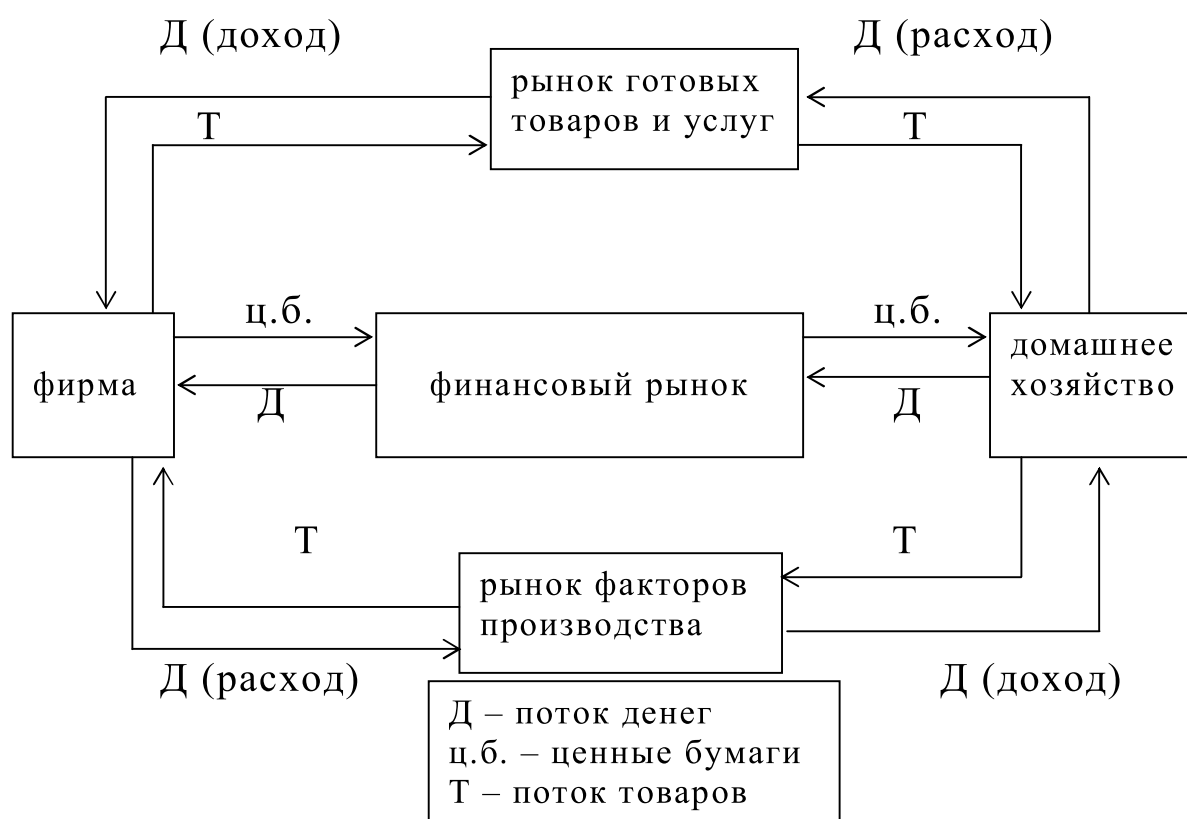 Д (доход)
Д (расход)
рынок готовых
товаров и услуг
Т
Т
ц.б.
ц.б.
фирма
финансовый рынок
домашнее
хозяйство
Д
Д
Т
Т
рынок факторов
производства
Д (расход)
Д (доход)
Д – поток денег
ц.б. – ценные бумаги
Т – поток товаров